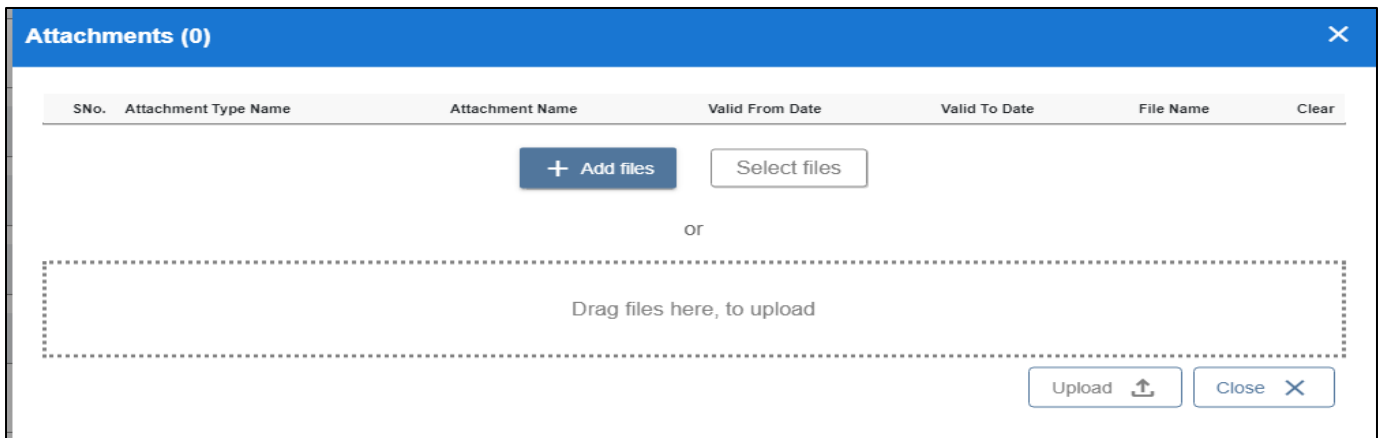 Attachments (0)
SNo. Attachment Type Name Attachment Name Valid From Date Valid To Date File Name Clear
Add files Select files
or
Drag files here, to upload
Upload Close